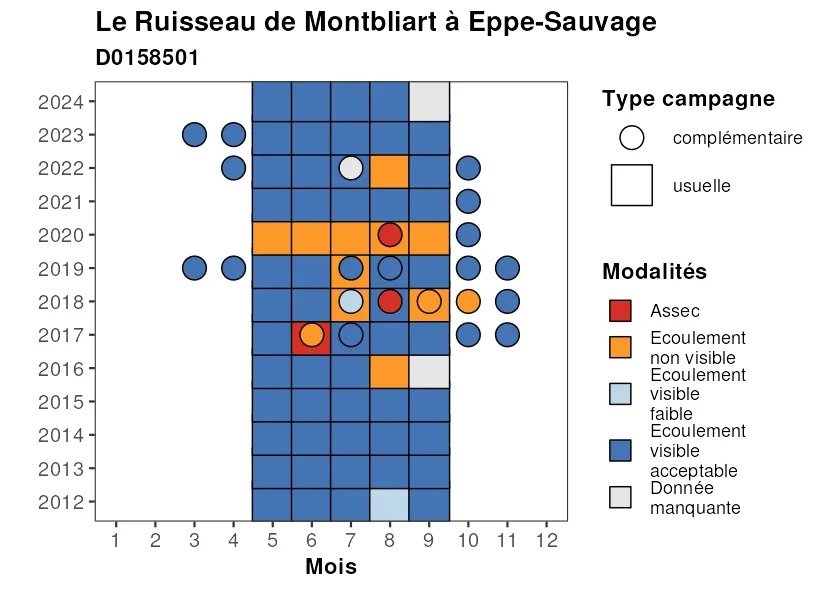 Le Ruisseau de Montbliart à Eppe-Sauvage
D0158501
2024
2023
2022
2021
2020
2019
2018
2017
2016
2015
2014
2013
2012
1 2 3 4 5 6 7 8 9 10 11 12
Mois
Type campagne
complémentaire
usuelle
Modalités
Assec
Ecoulement
non visible
Ecoulement
visible
faible
Ecoulement
visible
acceptable
Donnée
manquante